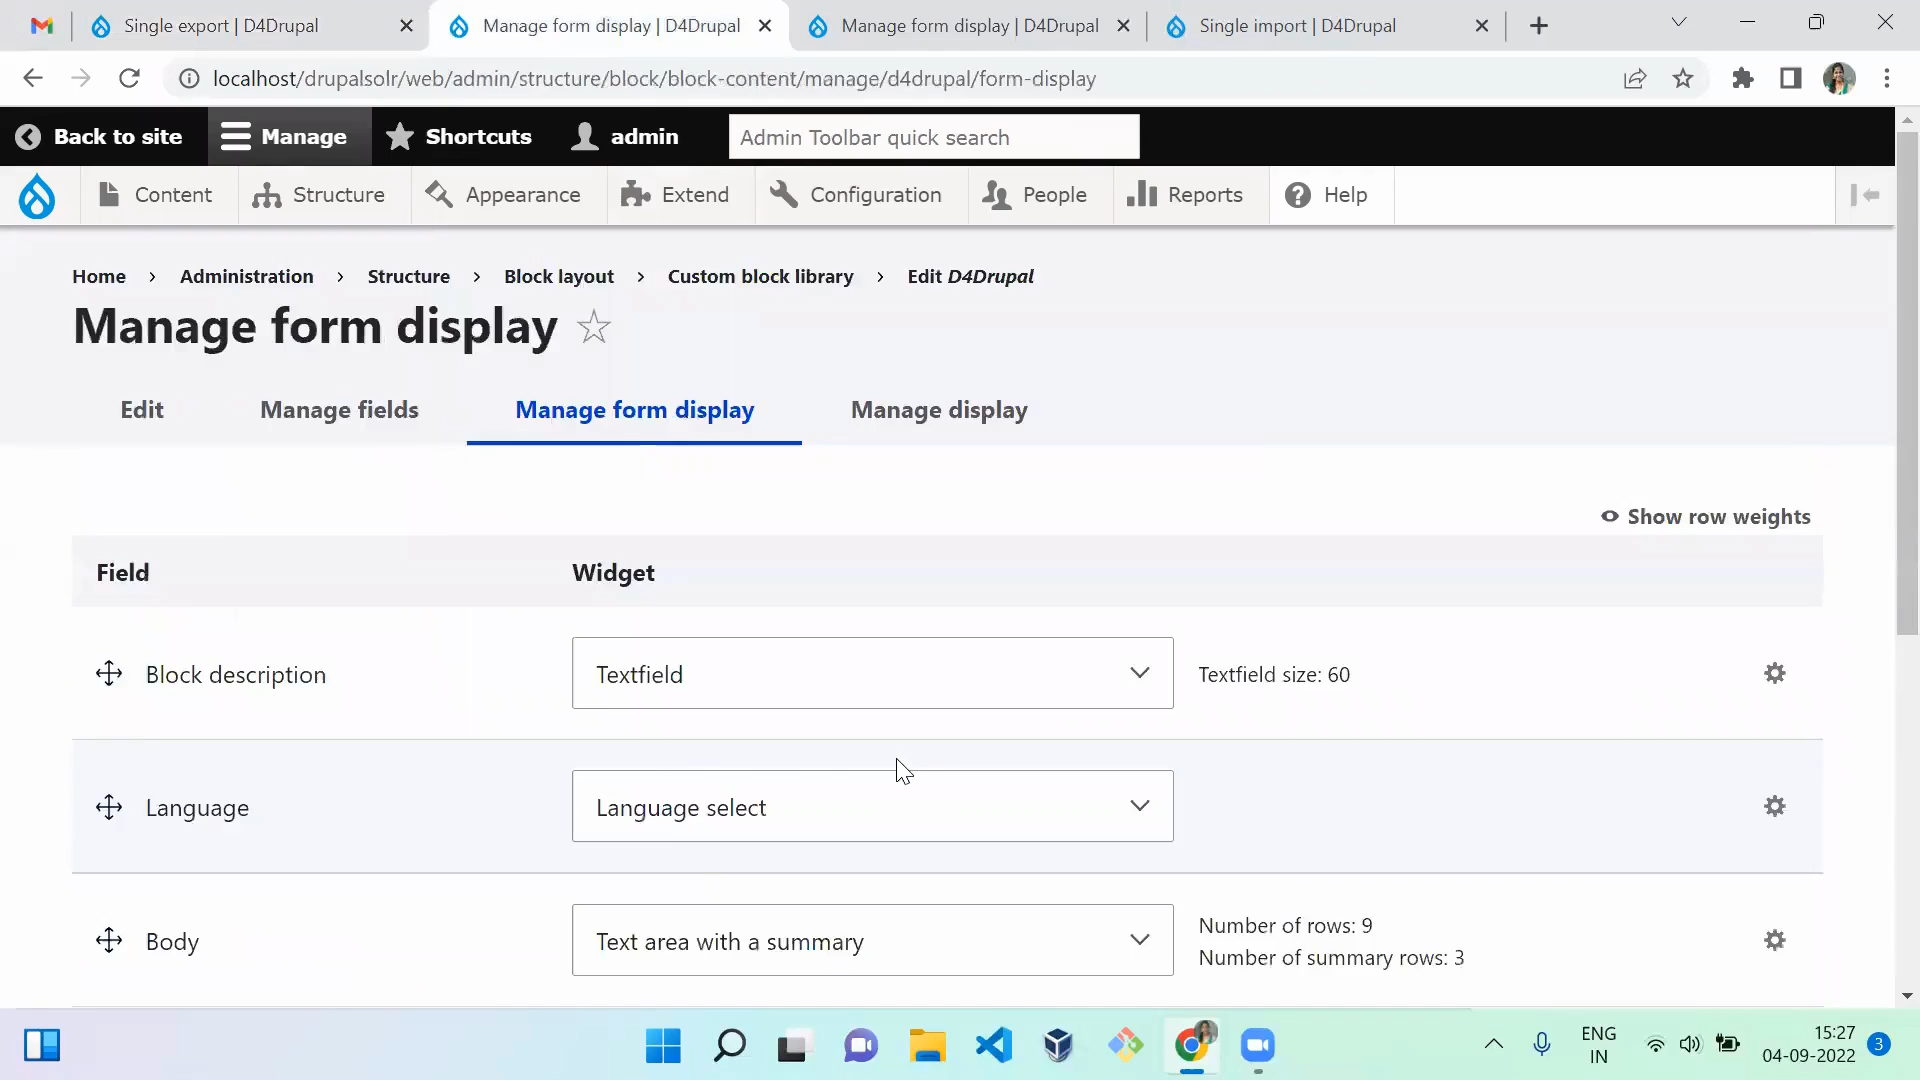 Single export | D4Drupal
Manage form display | D4Drupal
Manage form display | D4Drupal
Single import | D4Drupal
localhost/drupalsolr/web/admin/structure/block/block-content/manage/d4drupal/form-display
Back to site
Manage
Shortcuts
admin
Admin Toolbar quick search
Content
Structure
Appearance
Extend
Configuration
People
Reports
Help
Home › Administration › Structure › Block layout › Custom block library › Edit D4Drupal
Manage form display
Edit
Manage fields
Manage form display
Manage display
Show row weights
Field
Widget
Block description
Textfield
Textfield size: 60
Language
Language select
Body
Text area with a summary
Number of rows: 9
Number of summary rows: 3
ENG
IN
15:27
04-09-2022
3